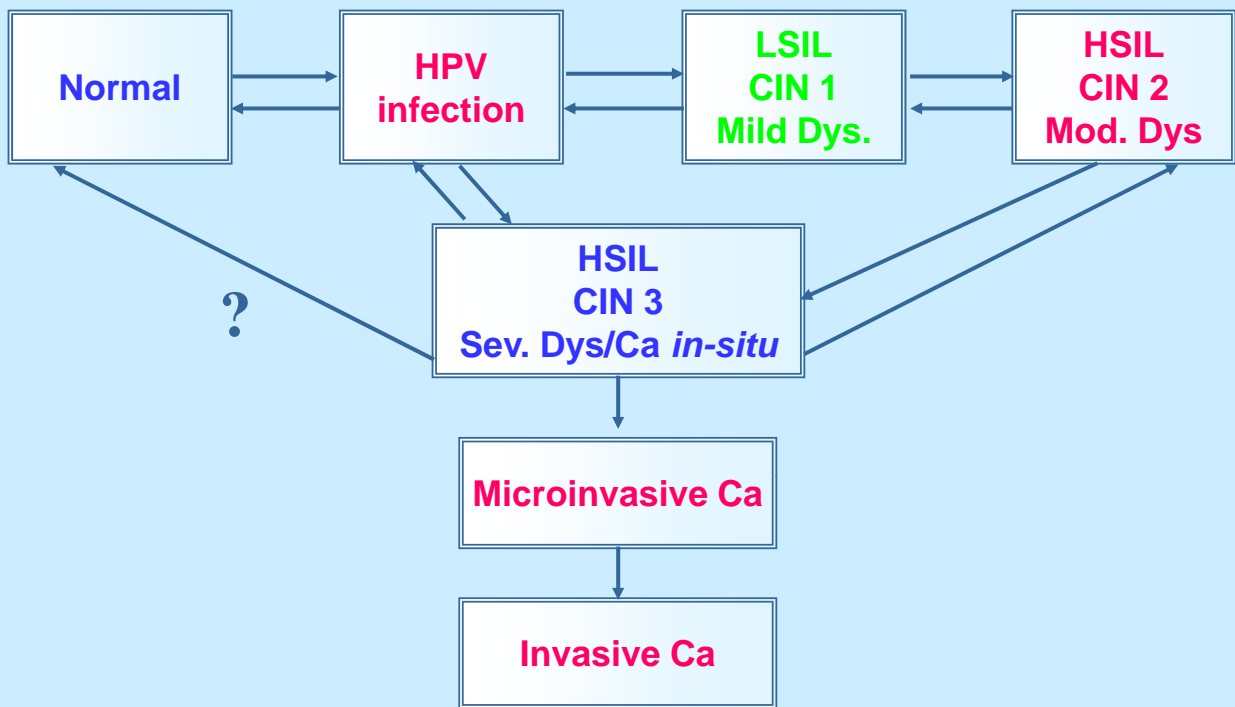 Normal
HPV
infection
LSIL
CIN 1
Mild Dys.
HSIL
CIN 2
Mod. Dys
?
HSIL
CIN 3
Sev. Dys/Ca in-situ
Microinvasive Ca
Invasive Ca